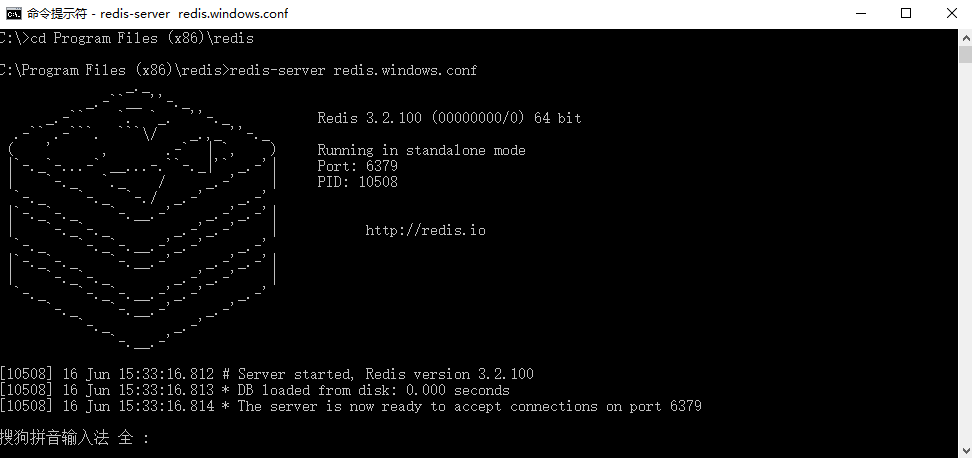 命令提示符 - redis-server  redis.windows.conf
C:\>cd Program Files (x86)\redis
C:\Program Files (x86)\redis>redis-server redis.windows.conf
Redis 3.2.100 (00000000/0) 64 bit
Running in standalone mode
Port: 6379
PID: 10508
http://redis.io
[10508] 16 Jun 15:33:16.812 # Server started, Redis version 3.2.100
[10508] 16 Jun 15:33:16.813 * DB loaded from disk: 0.000 seconds
[10508] 16 Jun 15:33:16.814 * The server is now ready to accept connections on port 6379
搜狗拼音输入法 全 :